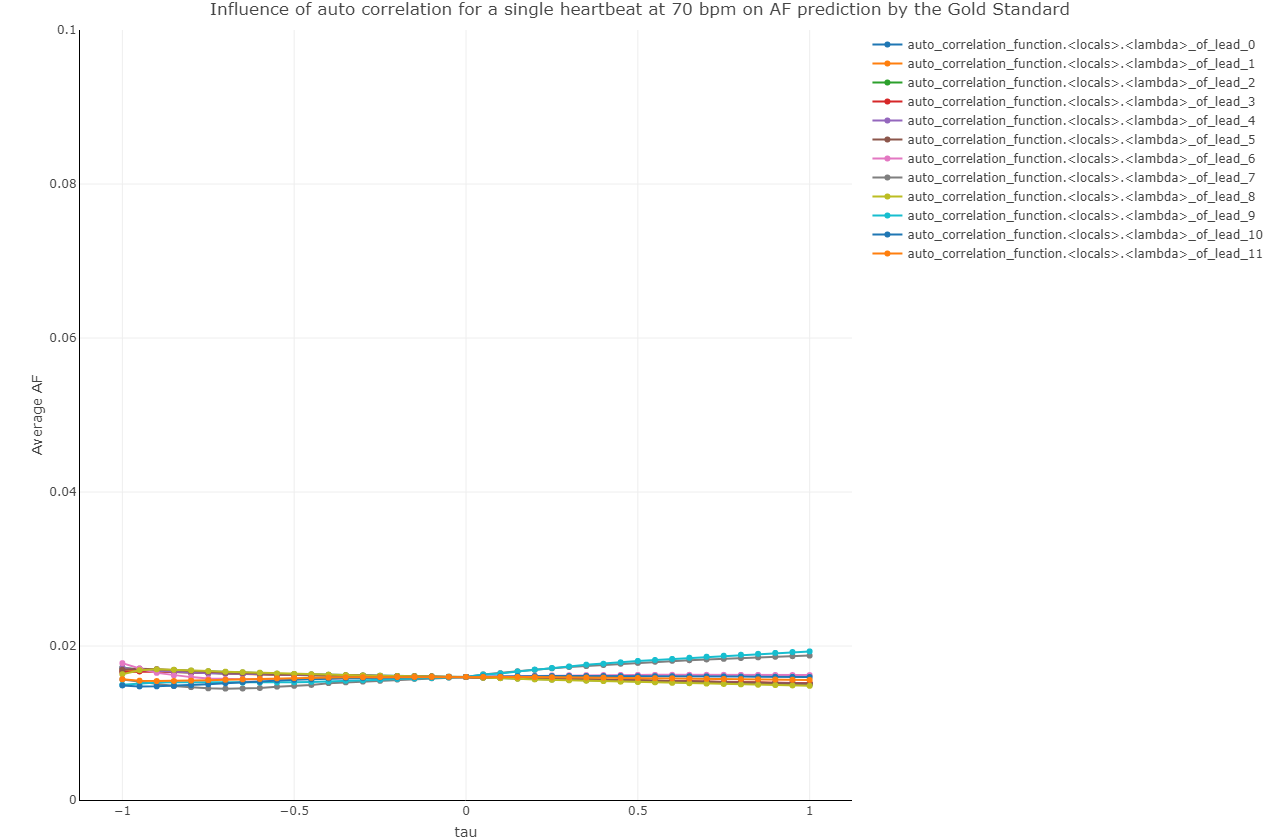 Influence of auto correlation for a single heartbeat at 70 bpm on AF prediction by the Gold Standard
0.1
0.08
0.06
0.04
0.02
0
Average AF
−1
−0.5
0
0.5
1
tau
auto_correlation_function.<locals>.<lambda>_of_lead_0
auto_correlation_function.<locals>.<lambda>_of_lead_1
auto_correlation_function.<locals>.<lambda>_of_lead_2
auto_correlation_function.<locals>.<lambda>_of_lead_3
auto_correlation_function.<locals>.<lambda>_of_lead_4
auto_correlation_function.<locals>.<lambda>_of_lead_5
auto_correlation_function.<locals>.<lambda>_of_lead_6
auto_correlation_function.<locals>.<lambda>_of_lead_7
auto_correlation_function.<locals>.<lambda>_of_lead_8
auto_correlation_function.<locals>.<lambda>_of_lead_9
auto_correlation_function.<locals>.<lambda>_of_lead_10
auto_correlation_function.<locals>.<lambda>_of_lead_11